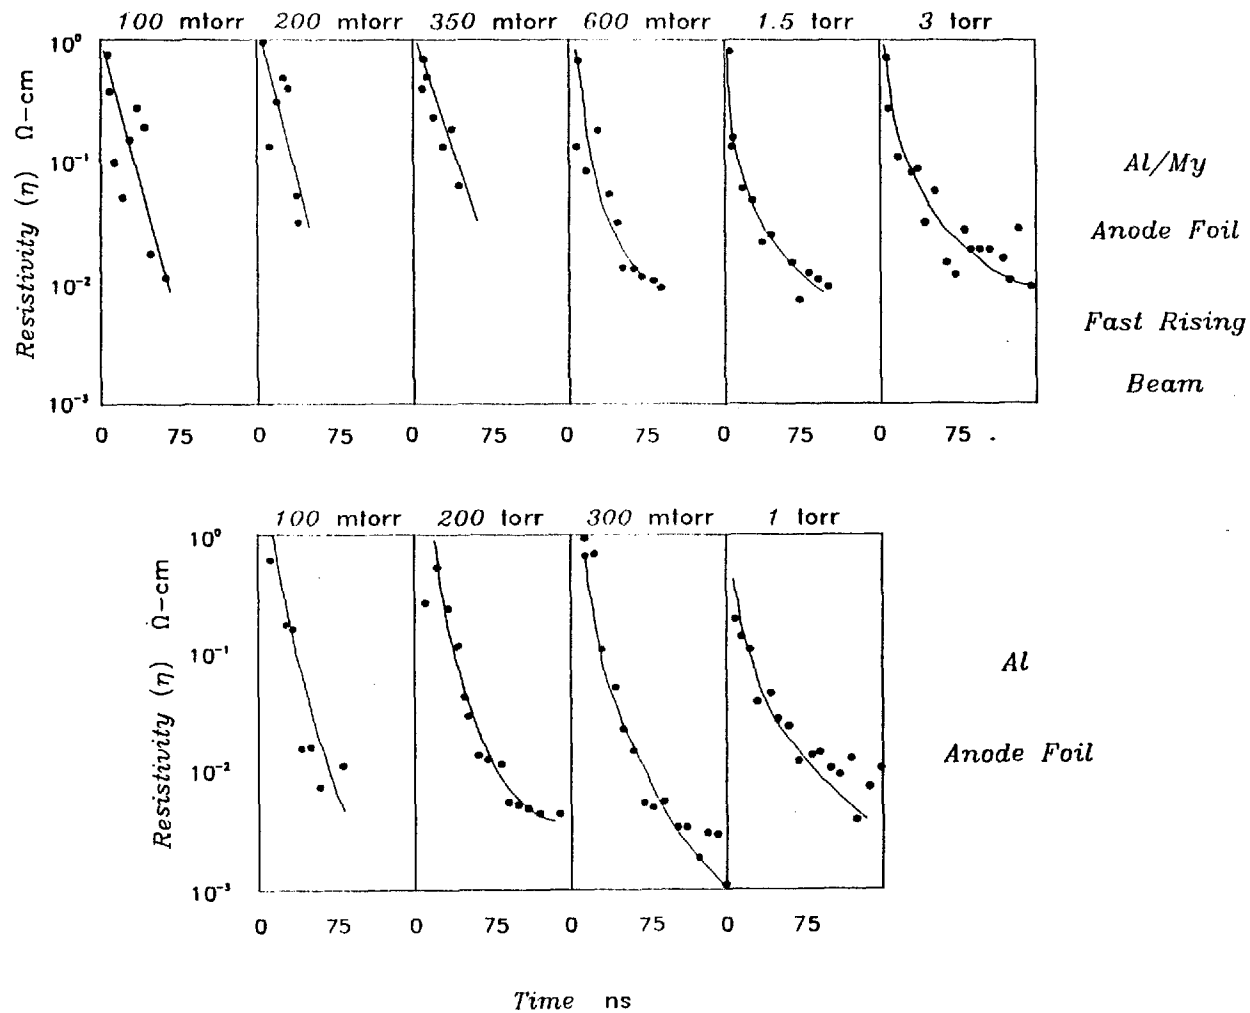 100 mtorr 200 mtorr 350 mtorr 600 mtorr 1.5 torr 3 torr
Resistivity (η) Ω-cm
10⁰
10⁻¹
10⁻²
10⁻³
0 75 0 75 0 75 0 75 0 75 0 75
Al/My
Anode Foil
Fast Rising
Beam
100 mtorr 200 torr 300 mtorr 1 torr
Resistivity (η) Ω-cm
10⁰
10⁻¹
10⁻²
10⁻³
0 75 0 75 0 75 0 75
Al
Anode Foil
Time ns